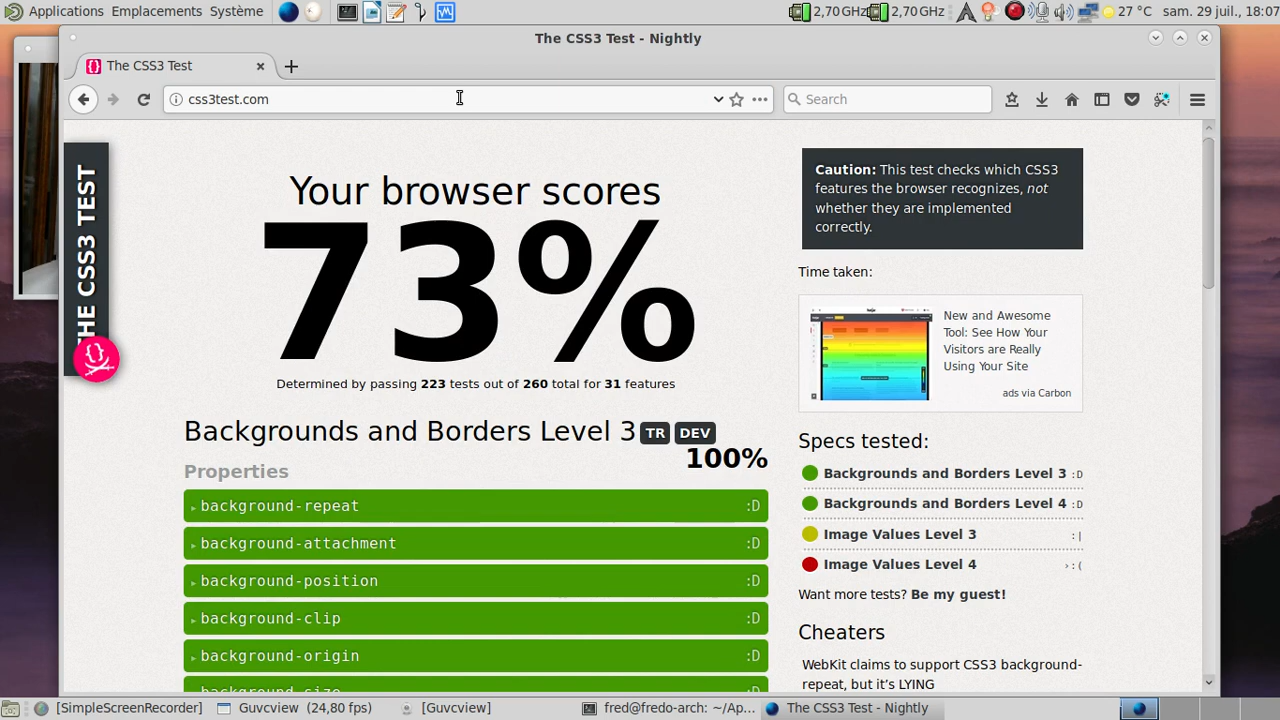 Applications Emplacements Système
2,70 GHz 2,70 GHz 27 °C sam. 29 juil., 18:07
The CSS3 Test - Nightly
The CSS3 Test
css3test.com
Search
THE CSS3 TEST
Your browser scores
73%
Determined by passing 223 tests out of 260 total for 31 features
Backgrounds and Borders Level 3 TR DEV
100%
Properties
background-repeat :D
background-attachment :D
background-position :D
background-clip :D
background-origin :D
background-size
Caution: This test checks which CSS3
features the browser recognizes, not
whether they are implemented
correctly.
Time taken:
New and Awesome
Tool: See How Your
Visitors are Really
Using Your Site
ads via Carbon
Specs tested:
Backgrounds and Borders Level 3 :D
Backgrounds and Borders Level 4 :D
Image Values Level 3 :|
Image Values Level 4 ›:(
Want more tests? Be my guest!
Cheaters
WebKit claims to support CSS3 background-
repeat, but it's LYING
[SimpleScreenRecorder] Guvcview (24,80 fps) [Guvcview] fred@fredo-arch: ~/Ap... The CSS3 Test - Nightly